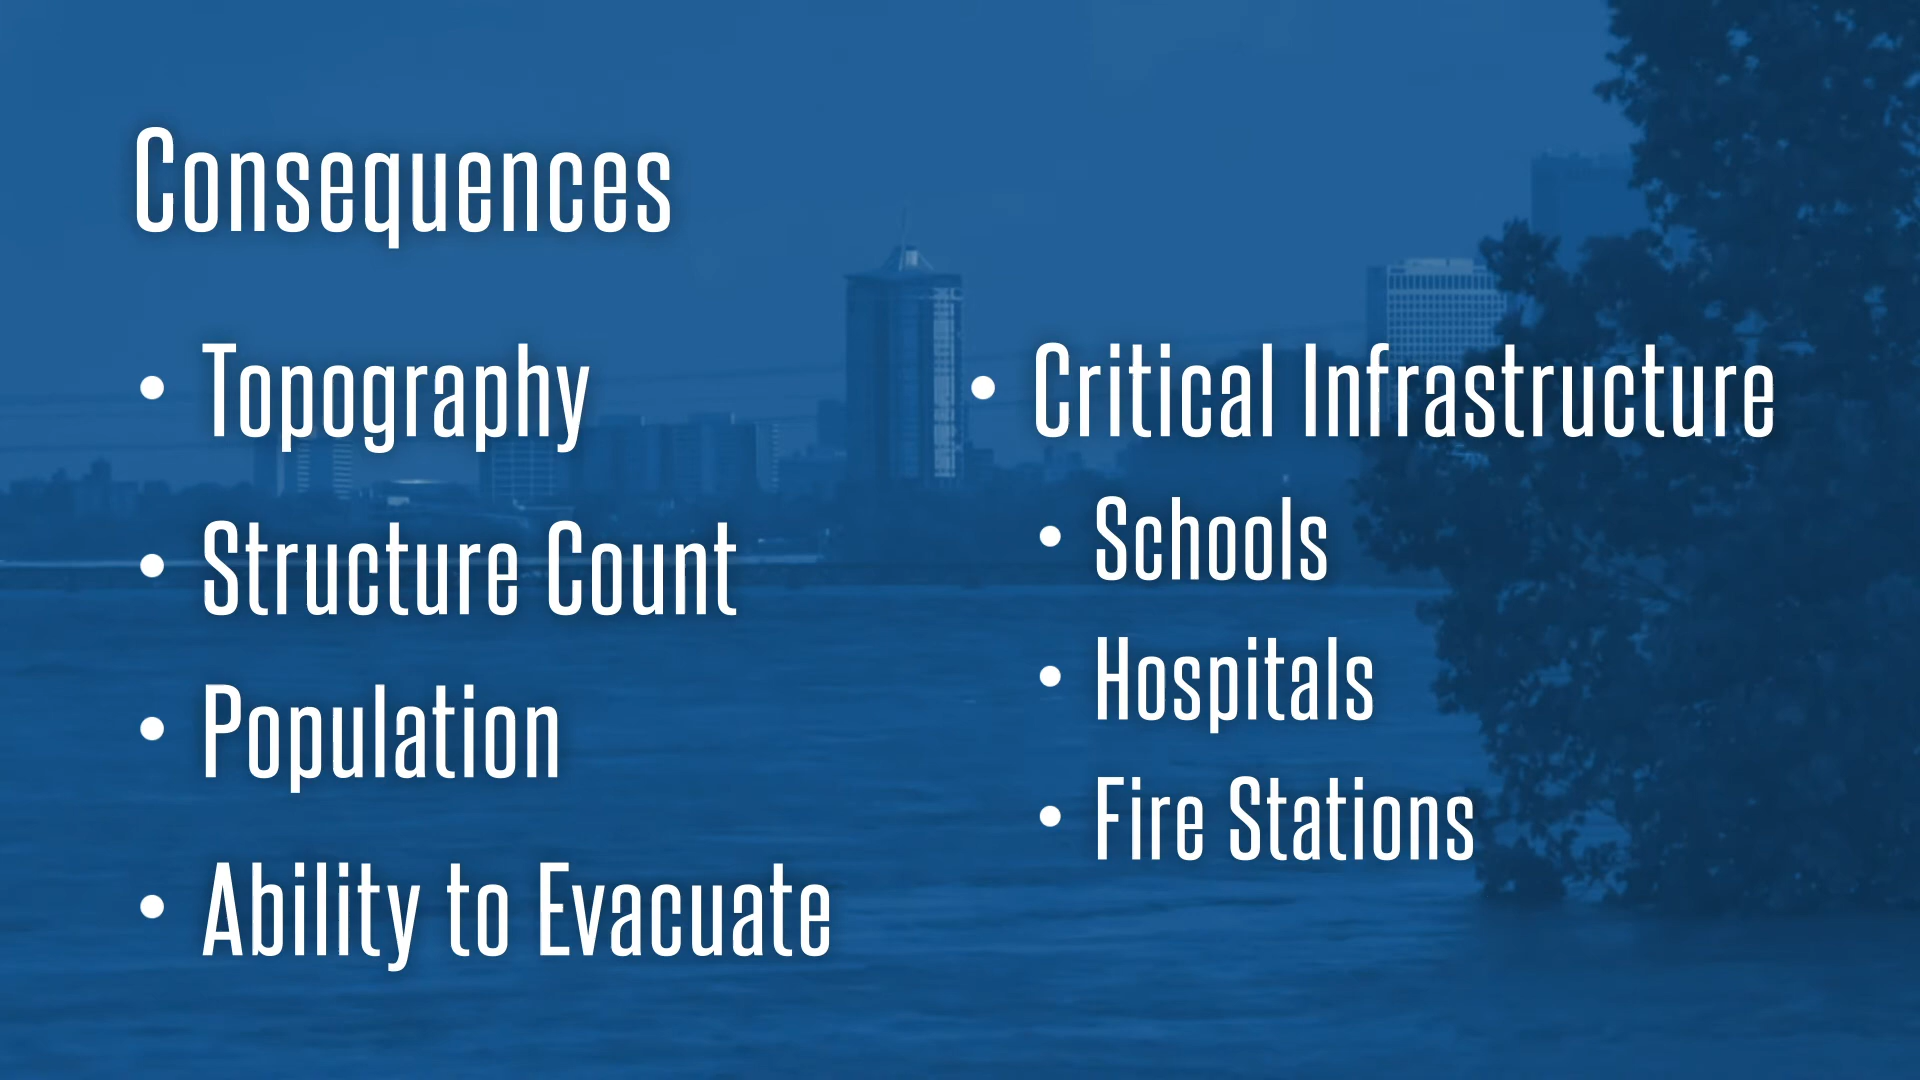 Consequences
• Topography
• Structure Count
• Population
• Ability to Evacuate
• Critical Infrastructure
• Schools
• Hospitals
• Fire Stations